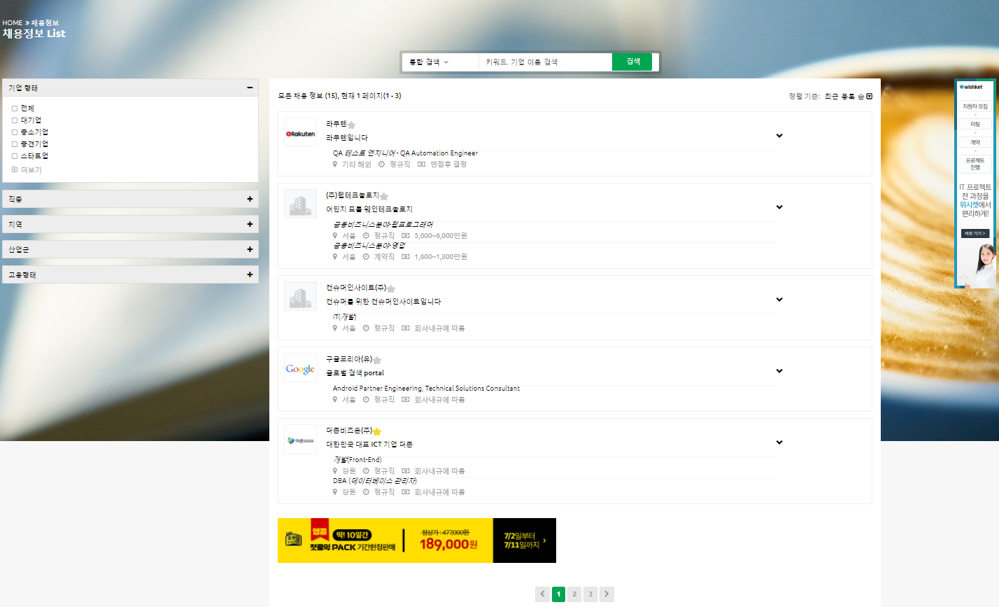 HOME » 채용정보
채용정보 List
통합 검색
키워드, 기업 이름 검색
검색
기업 형태
전체
대기업
중소기업
중견기업
스타트업
더보기
직종
지역
산업군
고용형태
모든 채용 정보 (15), 현재 1 페이지(1 - 3)
정렬 기준: 최근 등록 순
Rakuten
라쿠텐
라쿠텐입니다
QA 테스트 엔지니어 - QA Automation Engineer
기타 해외 정규직 면접후 결정
(주)웹테크놀로지
어딘지 모를 웨인테크놀로지
금융비즈니스분야-웹프로그래머
서울 정규직 5,000~6,000만원
금융비즈니스분야-영업
서울 계약직 1,600~1,800만원
컨슈머인사이트(주)
컨슈머를 위한 컨슈머인사이트입니다
IT(개발)
서울 정규직 회사내규에 따름
Google
구글코리아(유)
글로벌 검색 portal
Android Partner Engineering, Technical Solutions Consultant
서울 정규직 회사내규에 따름
더존비즈온(주)
대한민국 대표 ICT 기업 더존
개발(Front-End)
강원 정규직 회사내규에 따름
DBA (데이터베이스 관리자)
강원 정규직 회사내규에 따름
앵콜
딱! 10일간
첫토익 PACK 기간한정판매
정상가 : 477,000원
189,000원
7/2일부터
7/11일까지
1 2 3
wishket
지원자 모집
미팅
계약
프로젝트
진행
IT 프로젝트
전 과정을
위시켓에서
편리하게!
바로 가기 >